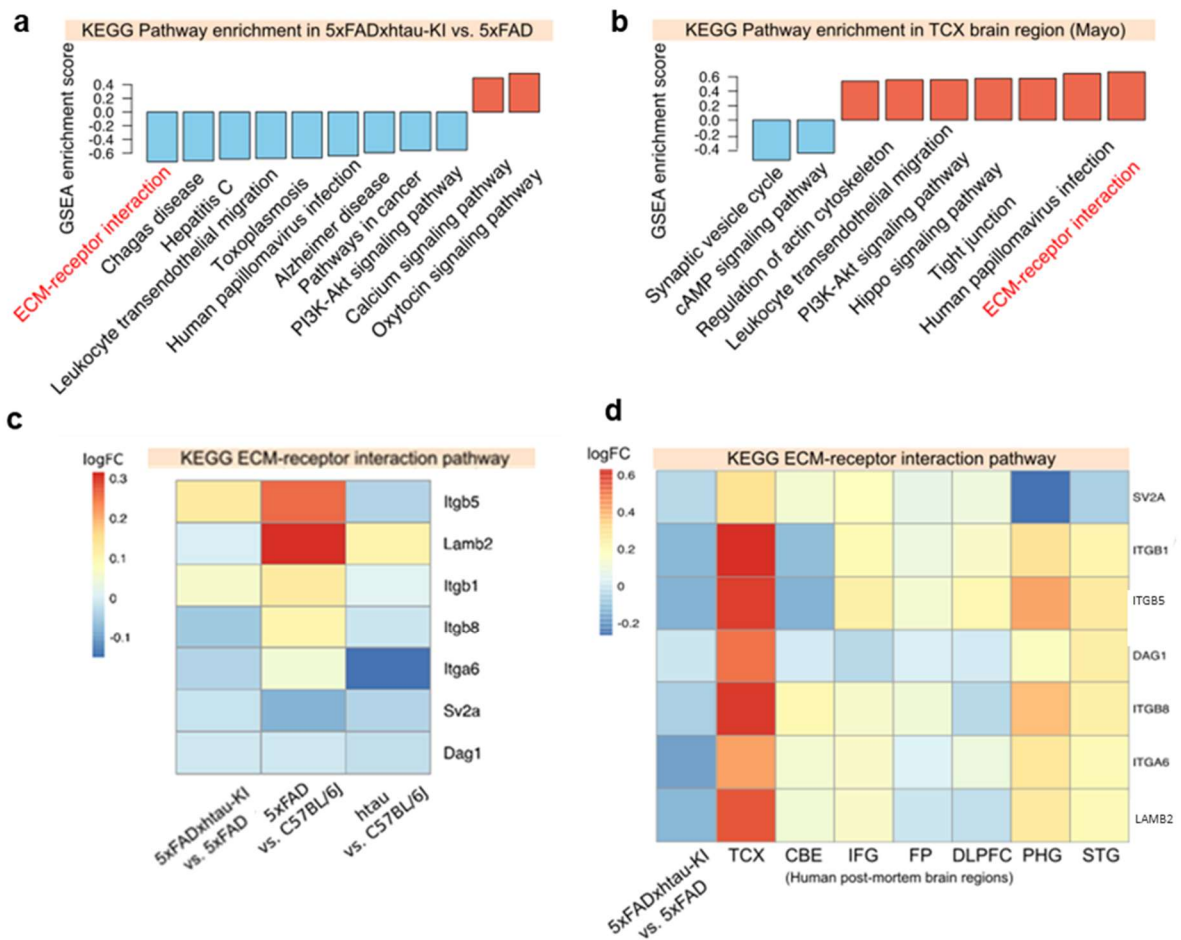 a
KEGG Pathway enrichment in 5xFADxhtau-KI vs. 5xFAD
GSEA enrichment score
0.4
0.2
0.0
-0.2
-0.4
-0.6
ECM-receptor interaction
Chagas disease
Hepatitis C
Leukocyte transendothelial migration
Toxoplasmosis
Human papillomavirus infection
Alzheimer disease
Pathways in cancer
PI3K-Akt signaling pathway
Calcium signaling pathway
Oxytocin signaling pathway
b
KEGG Pathway enrichment in TCX brain region (Mayo)
GSEA enrichment score
0.6
0.4
0.2
0.0
-0.2
-0.4
Synaptic vesicle cycle
cAMP signaling pathway
Regulation of actin cytoskeleton
Leukocyte transendothelial migration
PI3K-Akt signaling pathway
Hippo signaling pathway
Tight junction
Human papillomavirus infection
ECM-receptor interaction
c
logFC
KEGG ECM-receptor interaction pathway
0.3
0.2
0.1
0
-0.1
Itgb5
Lamb2
Itgb1
Itgb8
Itga6
Sv2a
Dag1
5xFADxhtau-KI
vs. 5xFAD
5xFAD
vs. C57BL/6J
htau
vs. C57BL/6J
d
logFC
KEGG ECM-receptor interaction pathway
0.6
0.4
0.2
0
-0.2
SV2A
ITGB1
ITGB5
DAG1
ITGB8
ITGA6
LAMB2
5xFADxhtau-KI
vs. 5xFAD
TCX CBE IFG FP DLPFC PHG STG
(Human post-mortem brain regions)